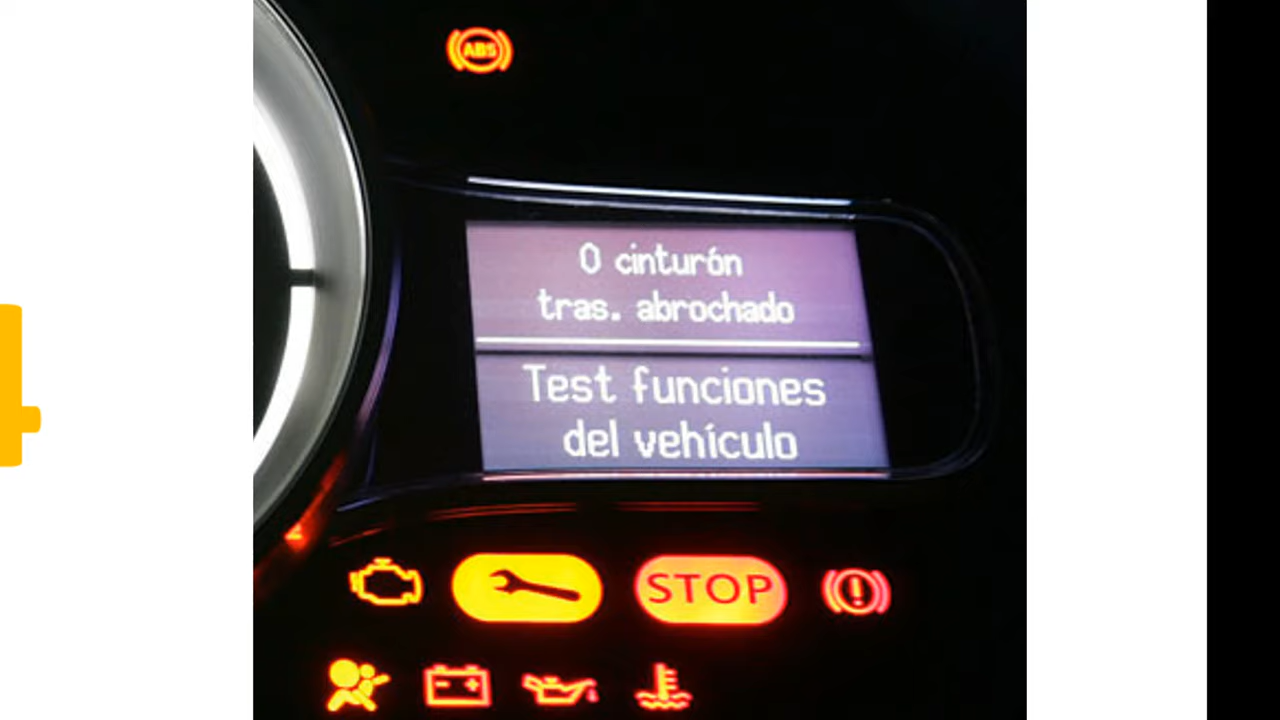 ABS
0 cinturón
tras. abrochado
Test funciones
del vehículo
STOP